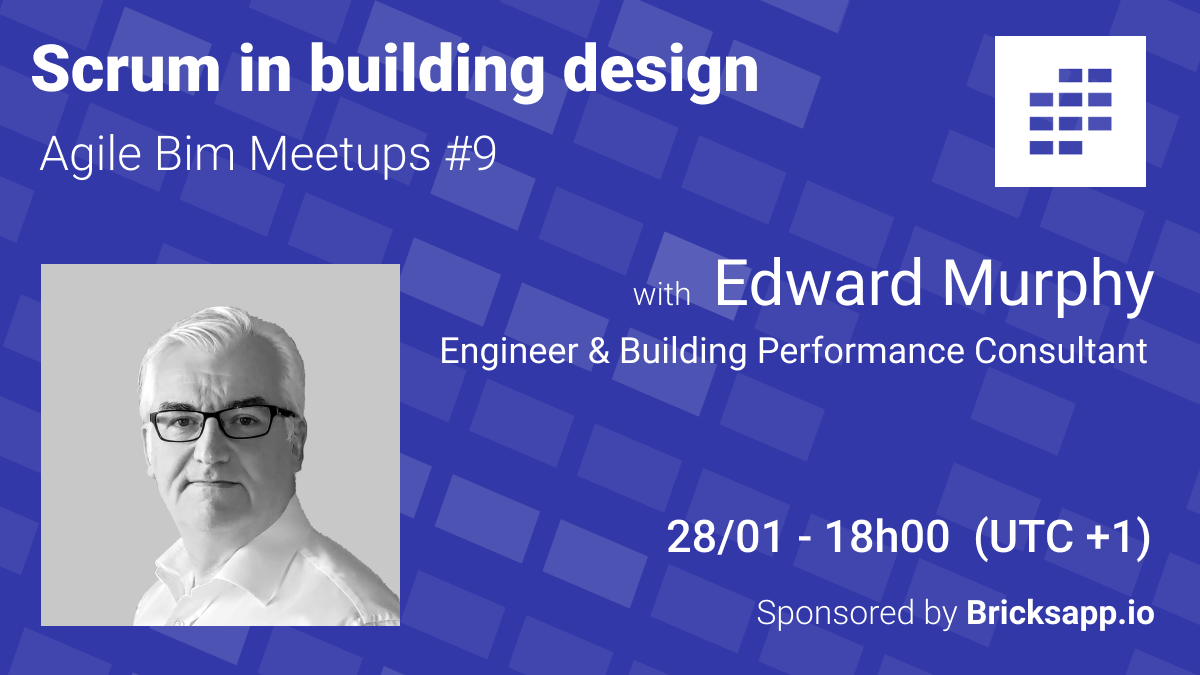 Scrum in building design
Agile Bim Meetups #9
with Edward Murphy
Engineer & Building Performance Consultant
28/01 - 18h00 (UTC +1)
Sponsored by Bricksapp.io